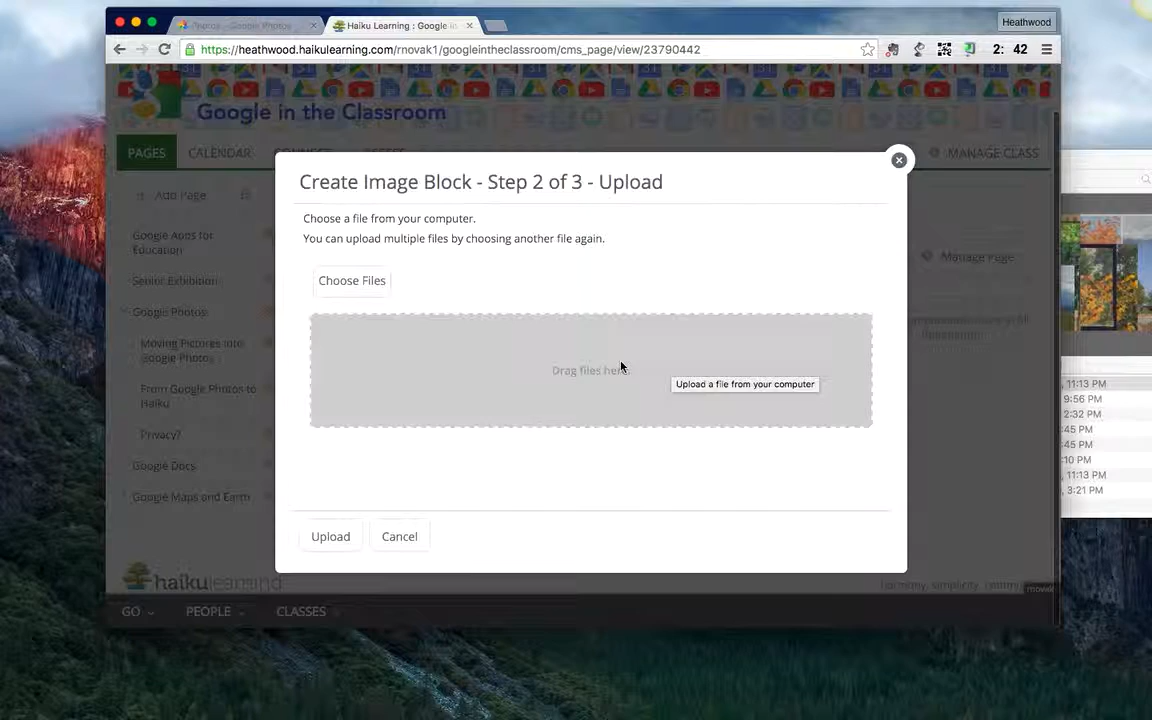 Photos - Google Photos
Haiku Learning : Google in
Heathwood
https://heathwood.haikulearning.com/rnovak1/googleintheclassroom/cms_page/view/23790442
2: 42
Google in the Classroom
PAGES
CALENDAR
CONNECT
MANAGE CLASS
Create Image Block - Step 2 of 3 - Upload
Add Page
Choose a file from your computer.
You can upload multiple files by choosing another file again.
Google Apps for
Education
Manage Page
Senior Exhibition
Choose Files
Google Photos
Moving Pictures into
Google Photo
Drag files here
Upload a file from your computer
From Google Photos to
Haiku
Privacy?
Google Docs
Google Maps and Earth
, 11:13 PM
9:56 PM
2:32 PM
:45 PM
:45 PM
:10 PM
, 11:13 PM
, 3:21 PM
Upload
Cancel
haikulearning
GO
PEOPLE
CLASSES